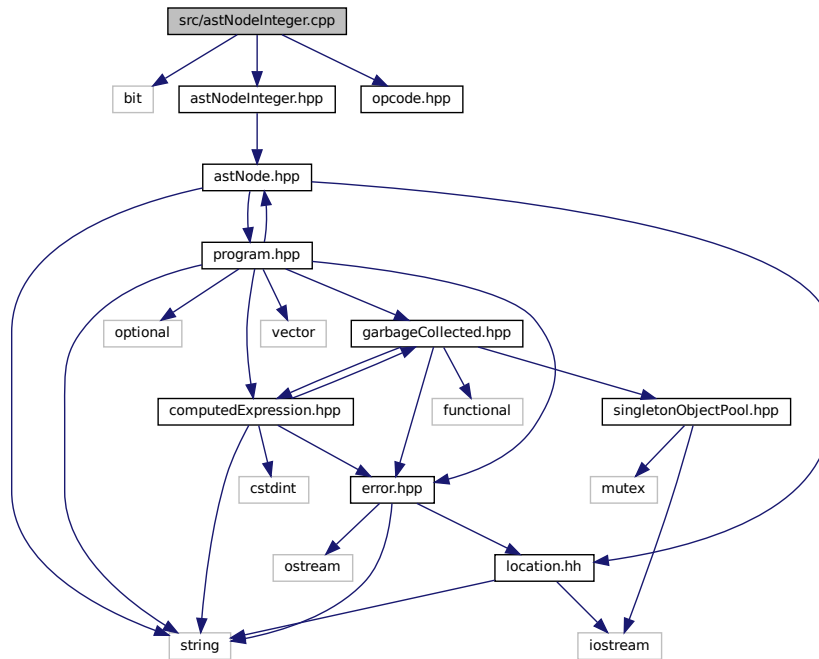 src/astNodeInteger.cpp
bit
astNodeInteger.hpp
opcode.hpp
astNode.hpp
program.hpp
optional
vector
garbageCollected.hpp
computedExpression.hpp
functional
singletonObjectPool.hpp
cstdint
error.hpp
mutex
ostream
location.hh
string
iostream